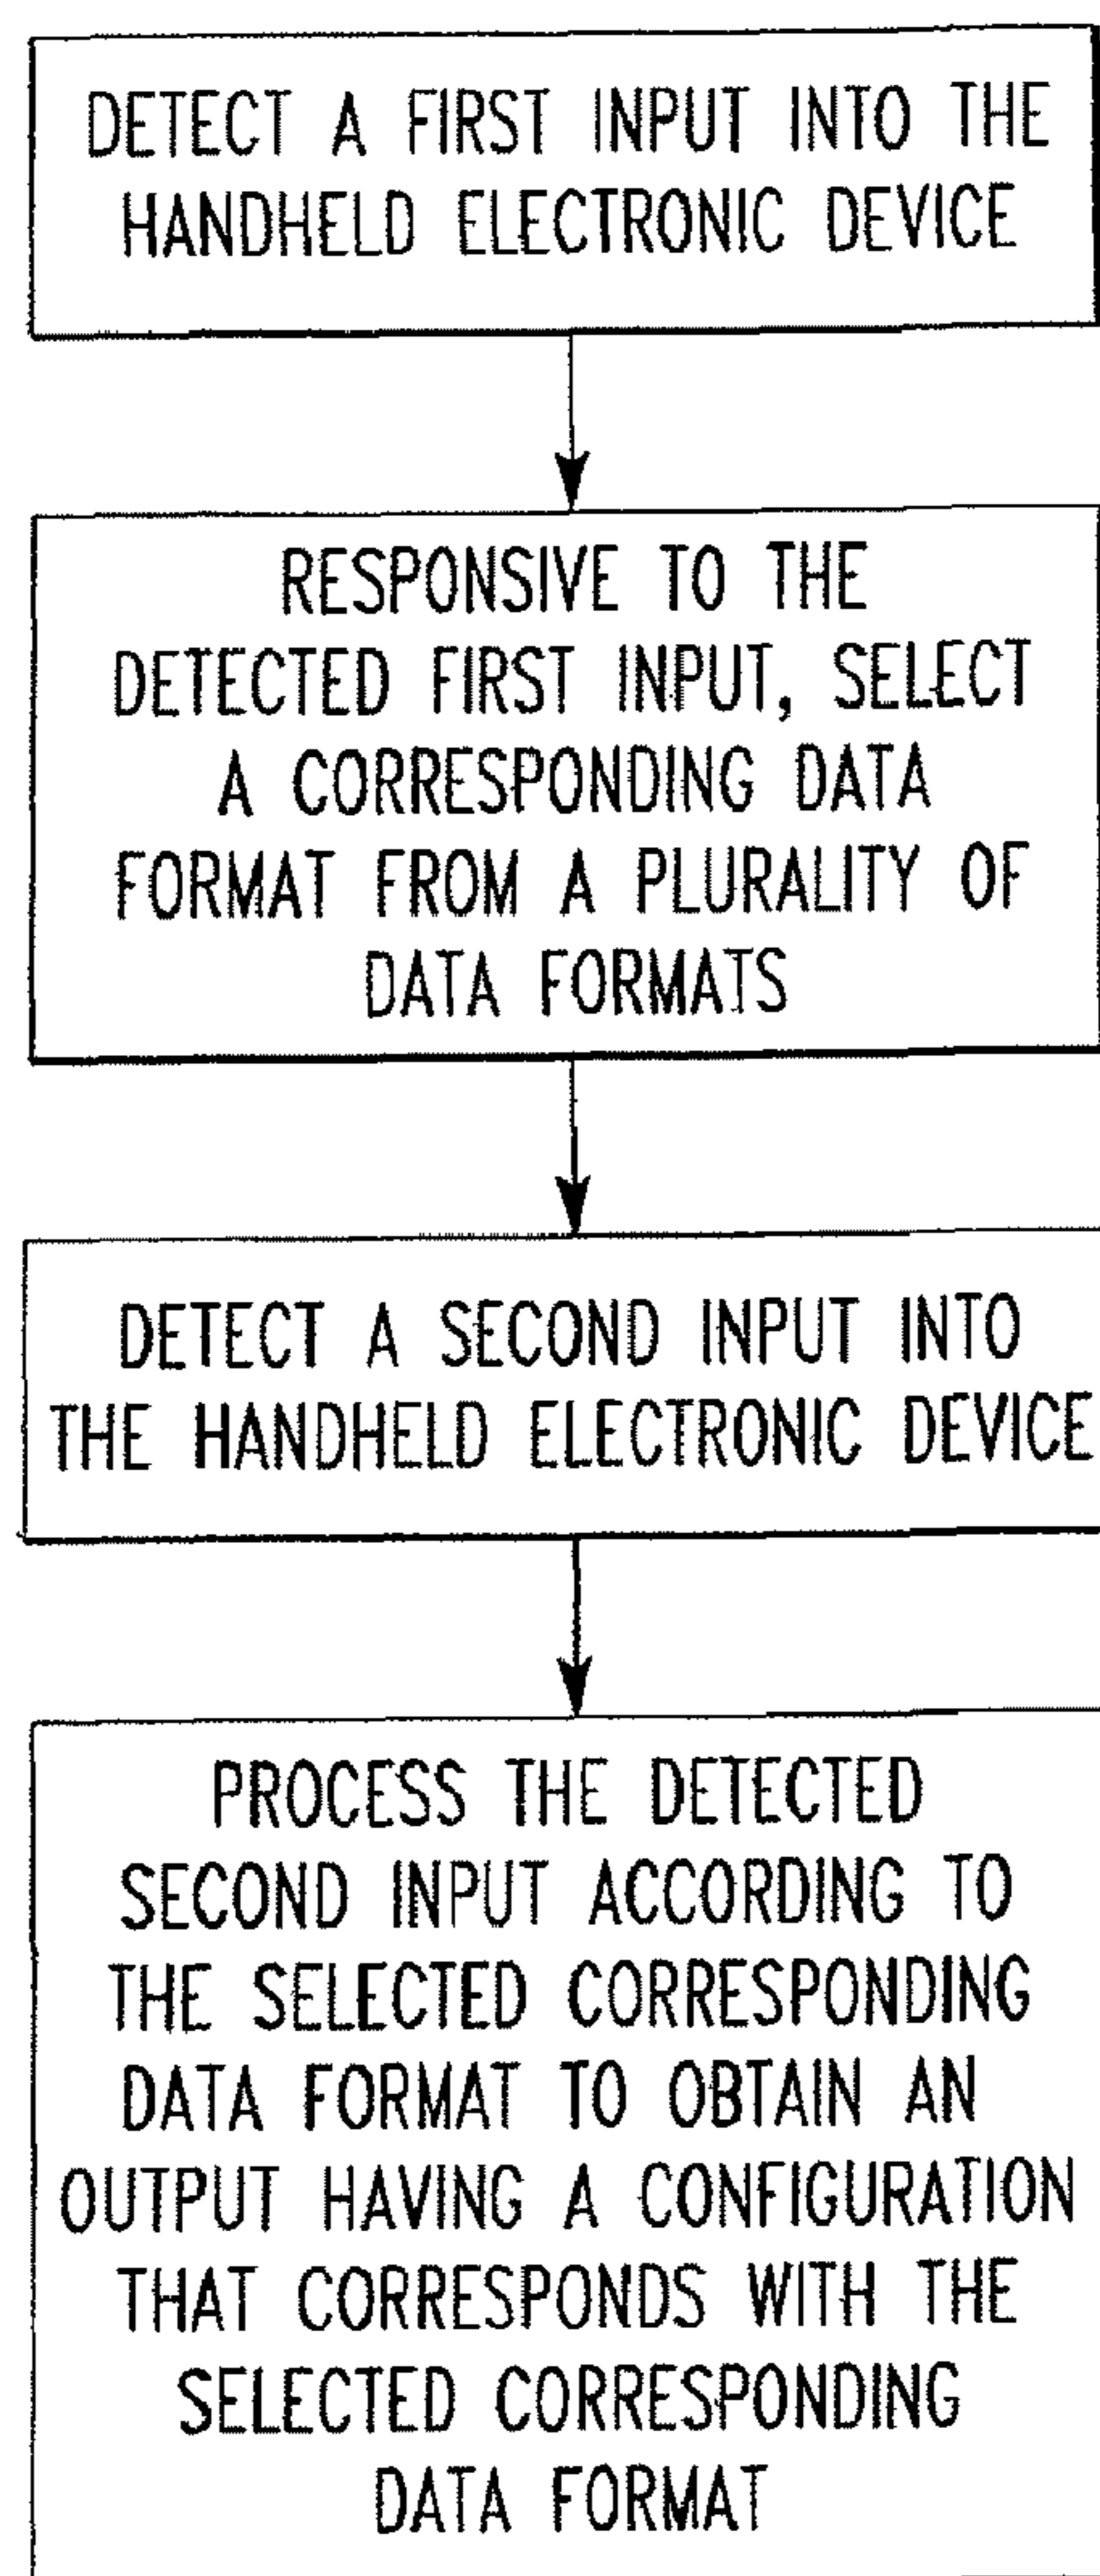 DETECT A FIRST INPUT INTO THE
HANDHELD ELECTRONIC DEVICE
RESPONSIVE TO THE
DETECTED FIRST INPUT, SELECT
A CORRESPONDING DATA
FORMAT FROM A PLURALITY OF
DATA FORMATS
DETECT A SECOND INPUT INTO
THE HANDHELD ELECTRONIC DEVICE
PROCESS THE DETECTED
SECOND INPUT ACCORDING TO
THE SELECTED CORRESPONDING
DATA FORMAT TO OBTAIN AN
OUTPUT HAVING A CONFIGURATION
THAT CORRESPONDS WITH THE
SELECTED CORRESPONDING
DATA FORMAT